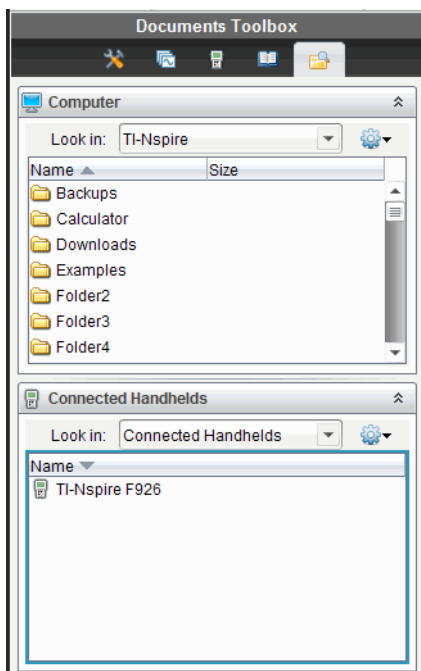 Documents Toolbox
Computer
Look in: TI-Nspire
Name Size
Backups
Calculator
Downloads
Examples
Folder2
Folder3
Folder4
Connected Handhelds
Look in: Connected Handhelds
Name
TI-Nspire F926